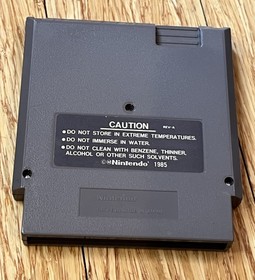 CAUTION REV-A
• DO NOT STORE IN EXTREME TEMPERATURES.
• DO NOT IMMERSE IN WATER.
• DO NOT CLEAN WITH BENZENE, THINNER,
ALCOHOL OR OTHER SUCH SOLVENTS.
©Nintendo® 1985